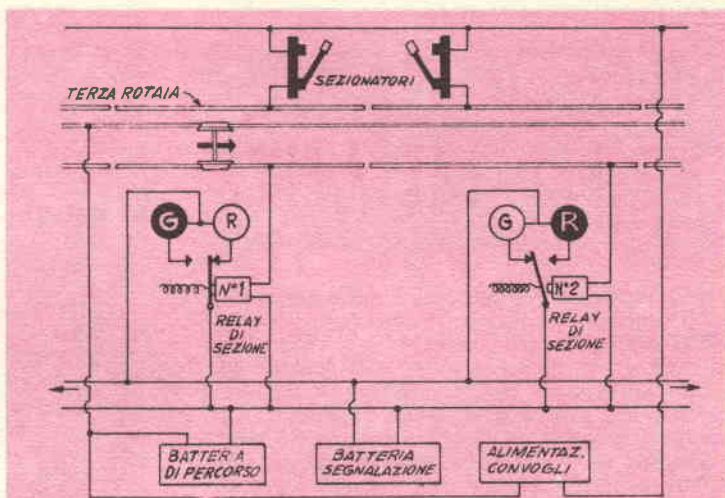 SEZIONATORI
TERZA ROTAIA
G
R
G
R
N°1
N°2
RELAY
DI
SEZIONE
RELAY
DI
SEZIONE
BATTERIA
DI PERCORSO
BATTERIA
SEGNALAZIONE
ALIMENTAZ.
CONVOGLI